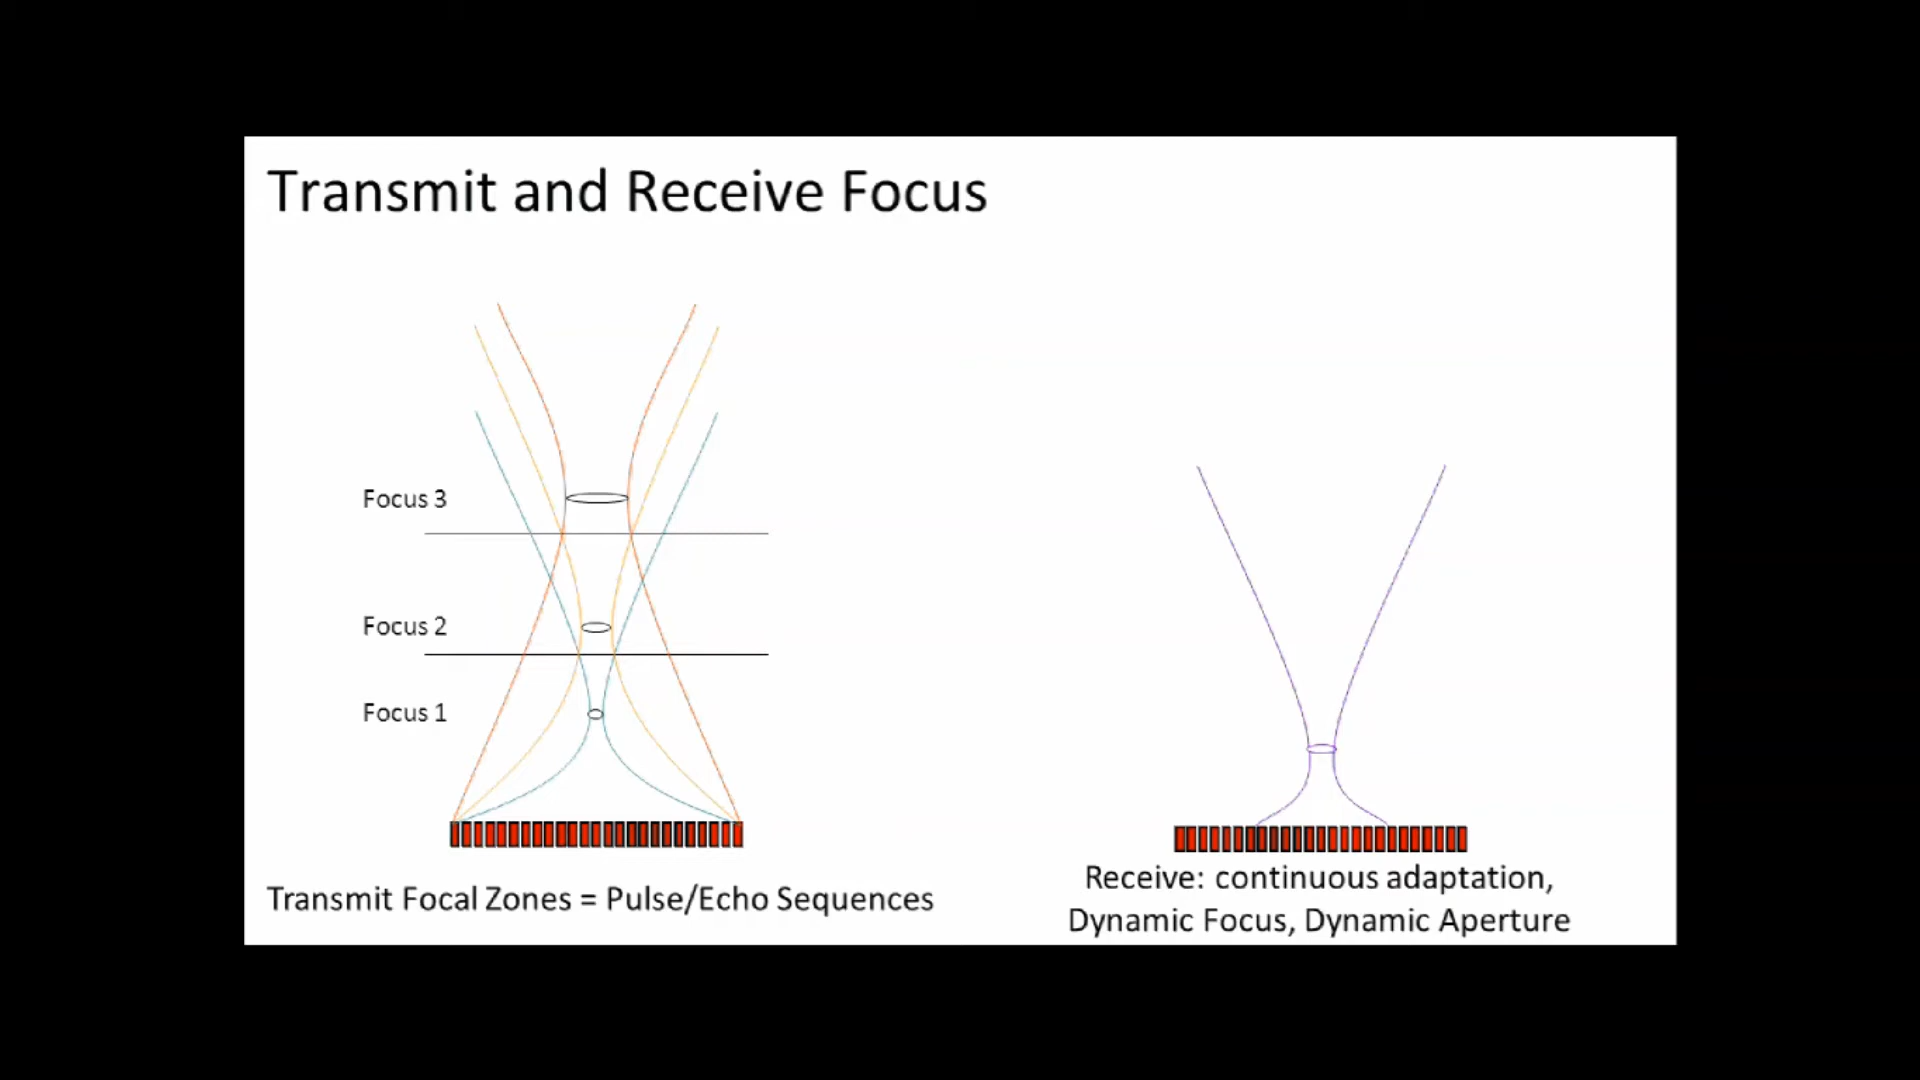 Transmit and Receive Focus
Focus 3
Focus 2
Focus 1
Transmit Focal Zones = Pulse/Echo Sequences
Receive: continuous adaptation,
Dynamic Focus, Dynamic Aperture